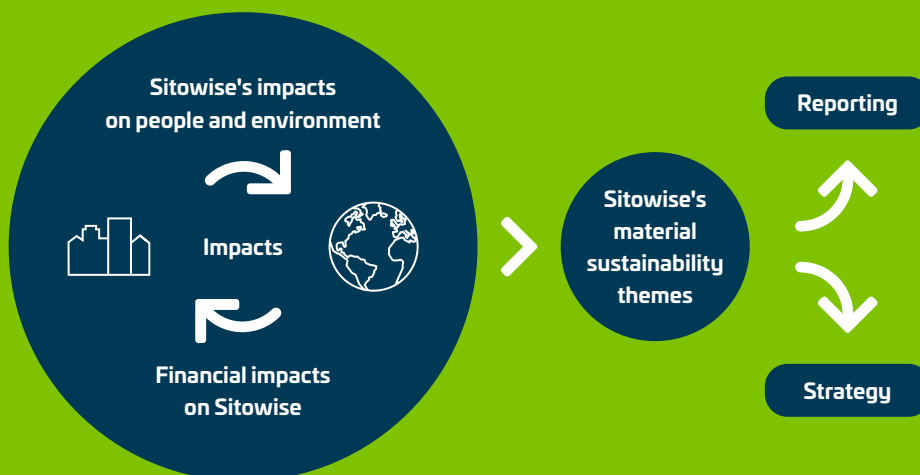 Sitowise's impacts
on people and environment
Impacts
Financial impacts
on Sitowise
Sitowise's
material
sustainability
themes
Reporting
Strategy